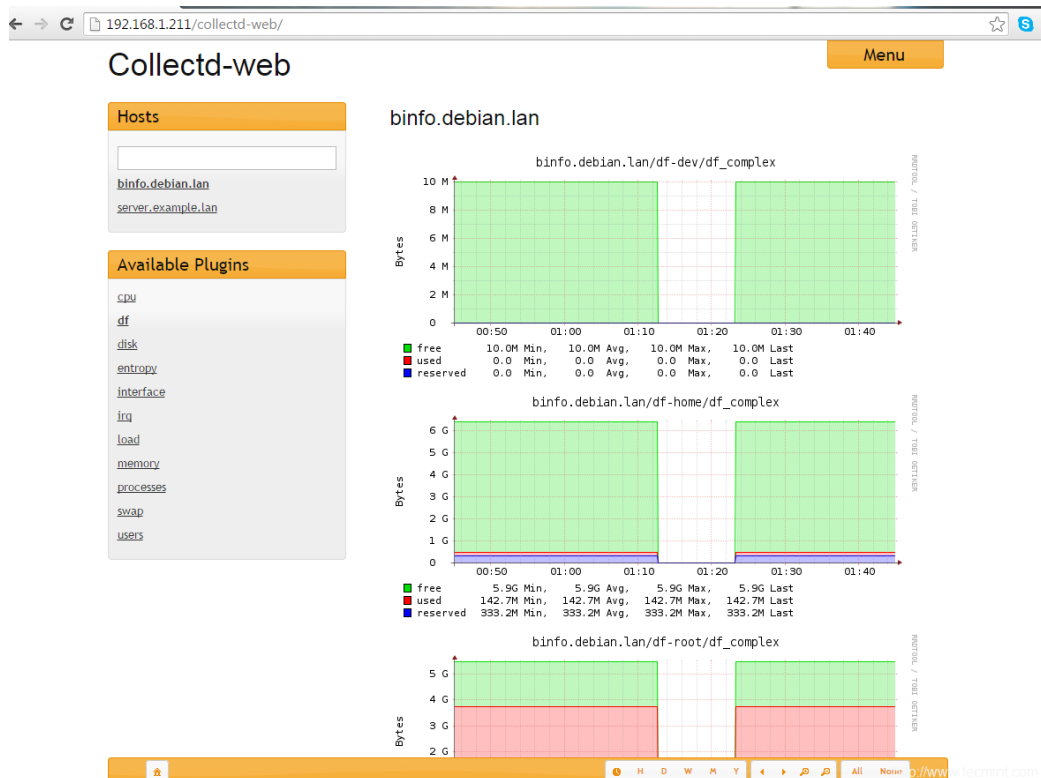 192.168.1.211/collectd-web/
Collectd-web
Menu
Hosts
binfo.debian.lan
server.example.lan
Available Plugins
cpu
df
disk
entropy
interface
irq
load
memory
processes
swap
users
binfo.debian.lan
binfo.debian.lan/df-dev/df_complex
RRDTOOL / TOBI OETIKER
Bytes
10 M
8 M
6 M
4 M
2 M
0
00:50 01:00 01:10 01:20 01:30 01:40
free 10.0M Min, 10.0M Avg, 10.0M Max, 10.0M Last
used 0.0 Min, 0.0 Avg, 0.0 Max, 0.0 Last
reserved 0.0 Min, 0.0 Avg, 0.0 Max, 0.0 Last
binfo.debian.lan/df-home/df_complex
RRDTOOL / TOBI OETIKER
Bytes
6 G
5 G
4 G
3 G
2 G
1 G
0
00:50 01:00 01:10 01:20 01:30 01:40
free 5.9G Min, 5.9G Avg, 5.9G Max, 5.9G Last
used 142.7M Min, 142.7M Avg, 142.7M Max, 142.7M Last
reserved 333.2M Min, 333.2M Avg, 333.2M Max, 333.2M Last
binfo.debian.lan/df-root/df_complex
RRDTOOL / TOBI OETIKER
Bytes
5 G
4 G
3 G
2 G
H D W M Y All None
p://www.tecmint.com